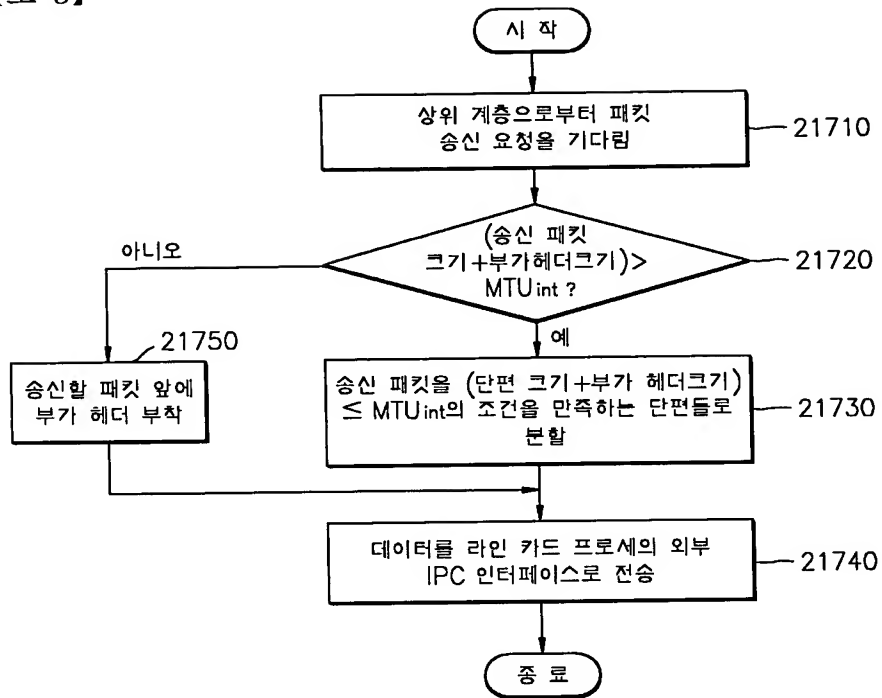 시 작
상위 계층으로부터 패킷
송신 요청을 기다림
21710
(송신 패킷
크기+부가헤더크기)>
MTUint ?
21720
아니오
예
21750
송신할 패킷 앞에
부가 헤더 부착
송신 패킷을 (단편 크기+부가 헤더크기)
≤ MTUint의 조건을 만족하는 단편들로
분할
21730
데이터를 라인 카드 프로세의 외부
IPC 인터페이스로 전송
21740
종 료